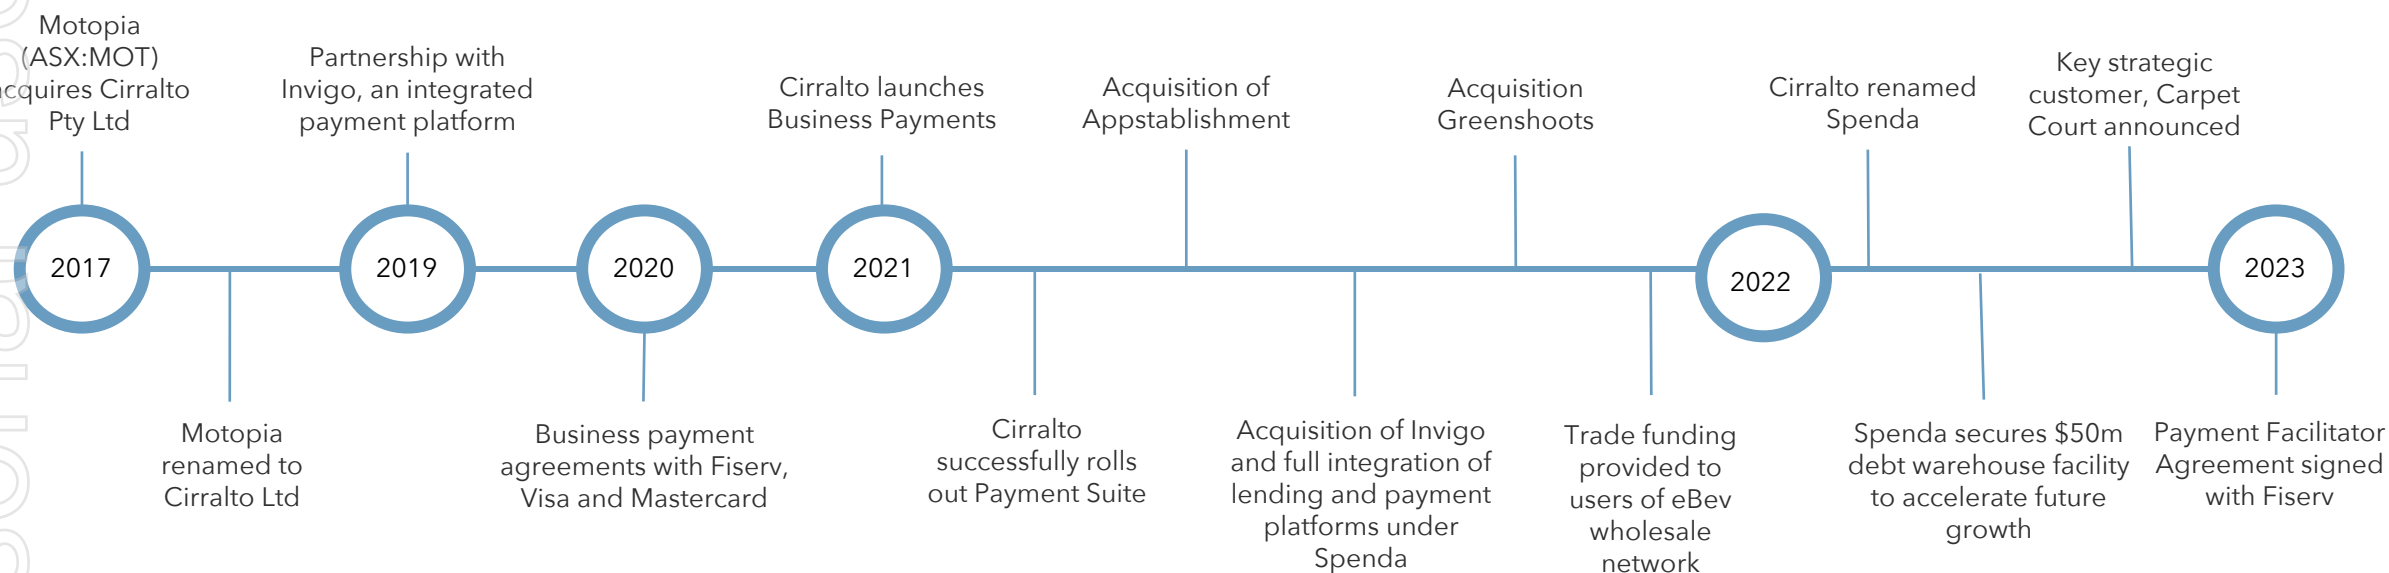 Motopia
(ASX:MOT)
acquires Cirralto
Pty Ltd
2017
Motopia
renamed to
Cirralto Ltd
Partnership with
Invigo, an integrated
payment platform
2019
2020
Business payment
agreements with Fiserv,
Visa and Mastercard
Cirralto launches
Business Payments
2021
Cirralto
successfully rolls
out Payment Suite
Acquisition of
Appstablishment
Acquisition of Invigo
and full integration of
lending and payment
platforms under
Spenda
Acquisition
Greenshoots
Trade funding
provided to
users of eBev
wholesale
network
2022
Cirralto renamed
Spenda
Spenda secures $50m
debt warehouse facility
to accelerate future
growth
Key strategic
customer, Carpet
Court announced
2023
Payment Facilitator
Agreement signed
with Fiserv